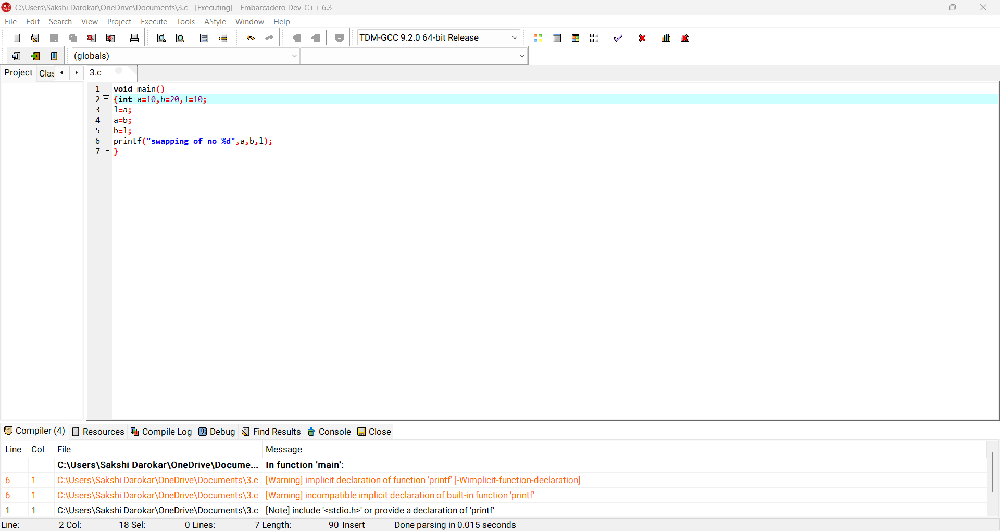 C:\Users\Sakshi Darokar\OneDrive\Documents\3.c - [Executing] - Embarcadero Dev-C++ 6.3
File Edit Search View Project Execute Tools AStyle Window Help
TDM-GCC 9.2.0 64-bit Release
(globals)
Project Clas 3.c
1 void main()
2 {int a=10,b=20,l=10;
3 l=a;
4 a=b;
5 b=l;
6 printf("swapping of no %d",a,b,l);
7 }
Compiler (4) Resources Compile Log Debug Find Results Console Close
Line Col File Message
C:\Users\Sakshi Darokar\OneDrive\Docume... In function 'main':
6 1 C:\Users\Sakshi Darokar\OneDrive\Documents\3.c [Warning] implicit declaration of function 'printf' [-Wimplicit-function-declaration]
6 1 C:\Users\Sakshi Darokar\OneDrive\Documents\3.c [Warning] incompatible implicit declaration of built-in function 'printf'
1 1 C:\Users\Sakshi Darokar\OneDrive\Documents\3.c [Note] include '<stdio.h>' or provide a declaration of 'printf'
Line: 2 Col: 18 Sel: 0 Lines: 7 Length: 90 Insert Done parsing in 0.015 seconds